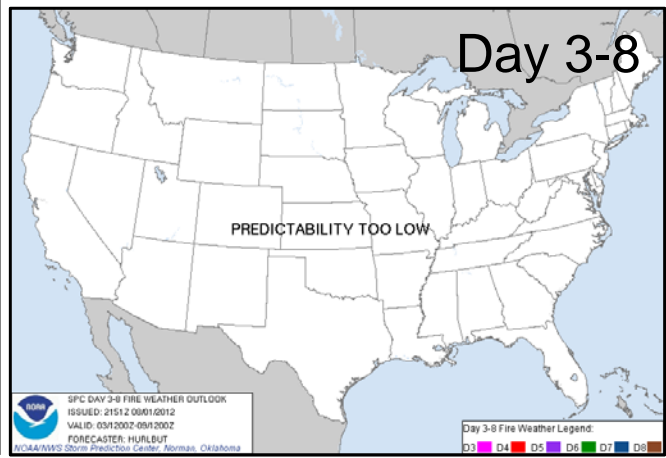 Day 3-8
PREDICTABILITY TOO LOW
NOAA
SPC DAY 3-8 FIRE WEATHER OUTLOOK
ISSUED: 2151Z 08/01/2012
VALID: 03/1200Z-09/1200Z
FORECASTER: HURLBUT
NOAA/NWS Storm Prediction Center, Norman, Oklahoma
Day 3-8 Fire Weather Legend:
D3 D4 D5 D6 D7 D8